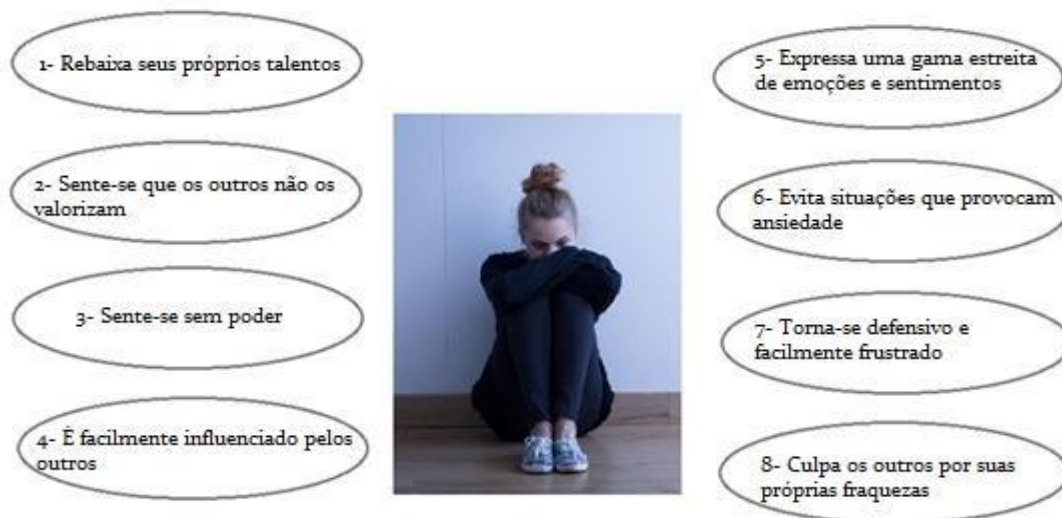 1- Rebaixa seus próprios talentos
2- Sente-se que os outros não os
valorizam
3- Sente-se sem poder
4- É facilmente influenciado pelos
outros
5- Expressa uma gama estreita
de emoções e sentimentos
6- Evita situações que provocam
ansiedade
7- Torna-se defensivo e
facilmente frustrado
8- Culpa os outros por suas
próprias fraquezas